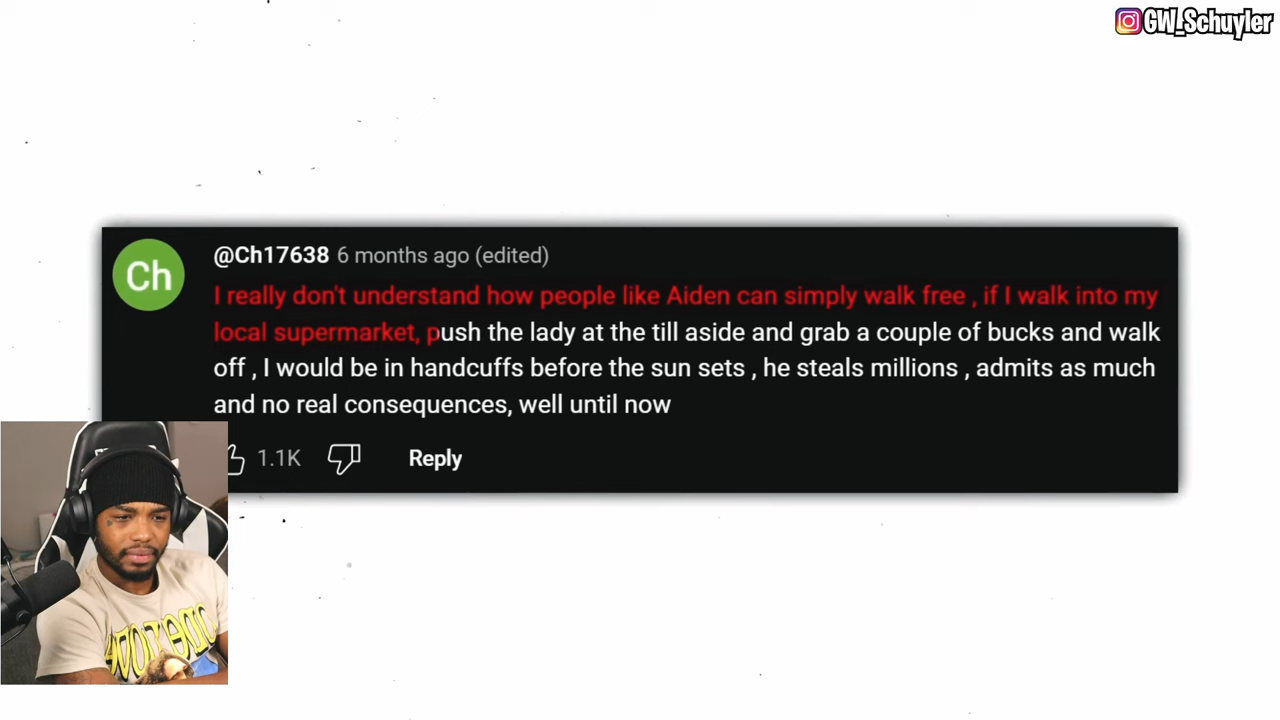 GW_Schuyler
Ch
@Ch17638 6 months ago (edited)
I really don't understand how people like Aiden can simply walk free , if I walk into my
local supermarket, push the lady at the till aside and grab a couple of bucks and walk
off , I would be in handcuffs before the sun sets , he steals millions , admits as much
and no real consequences, well until now
1.1K Reply